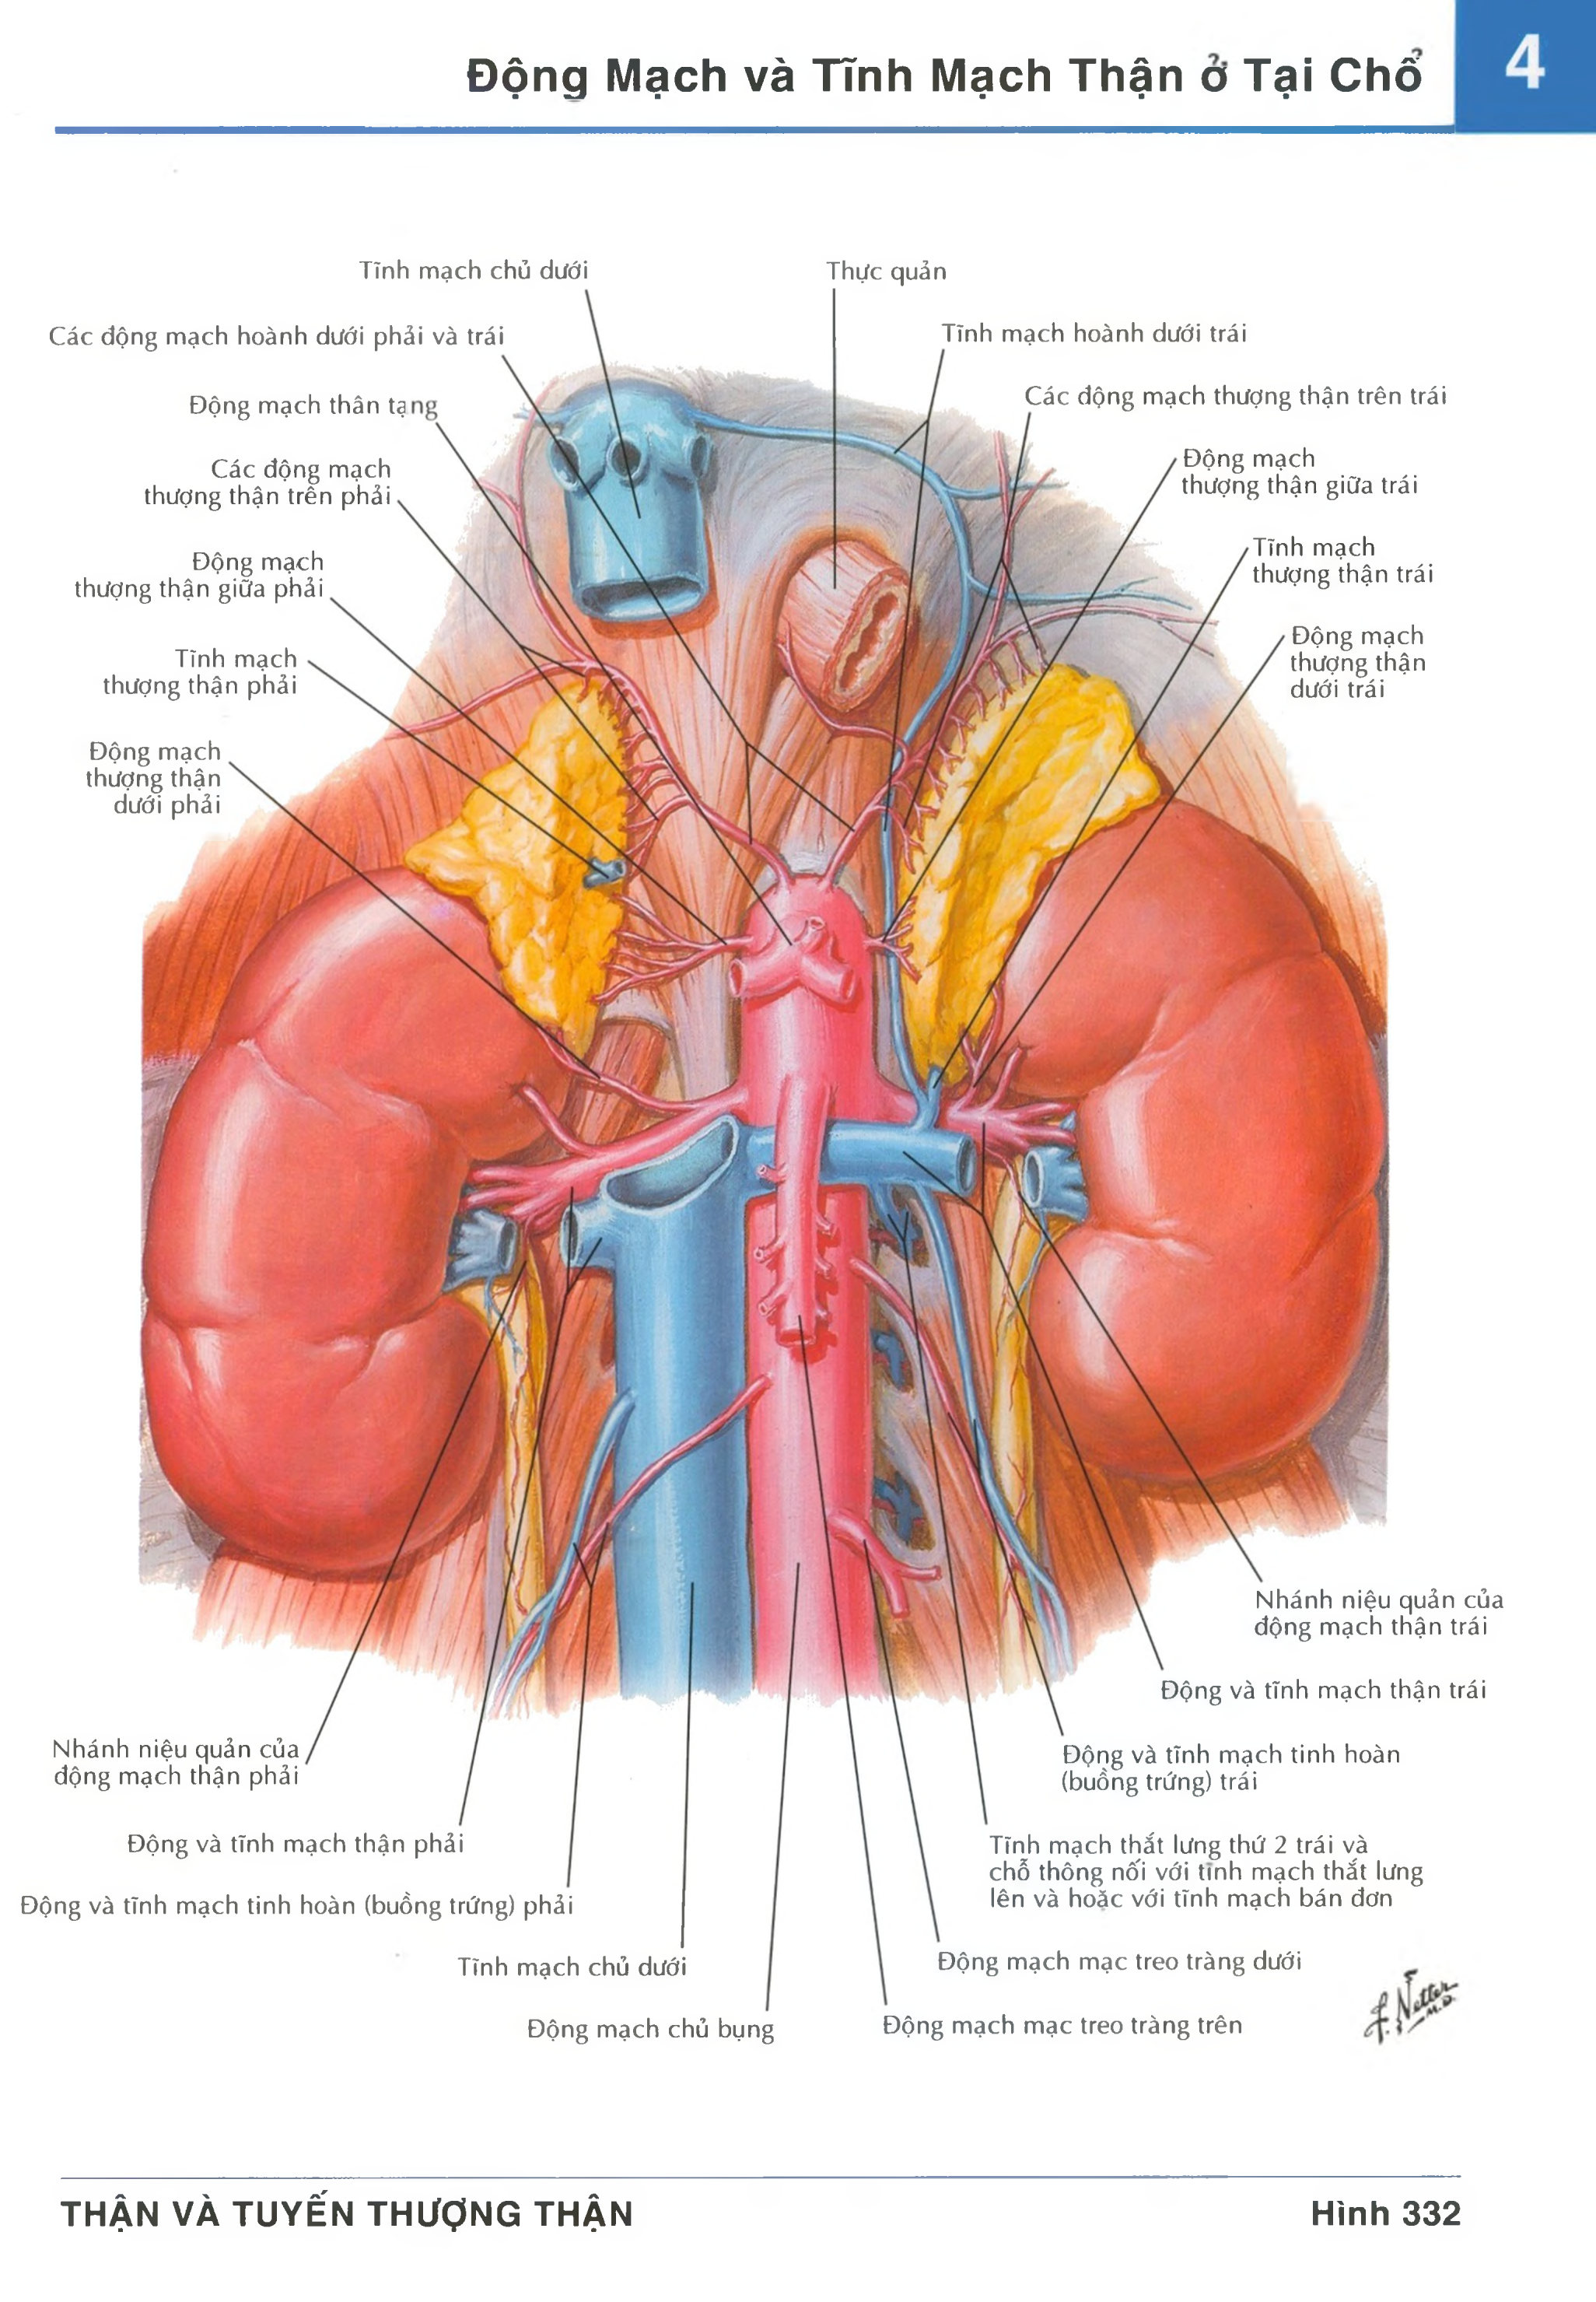 Động Mạch và Tĩnh Mạch Thận ở Tại Chổ
4
Tĩnh mạch chủ dưới
Thực quản
Các động mạch hoành dưới phải và trái
Tĩnh mạch hoành dưới trái
Động mạch thân tạng
Các động mạch thượng thận trên trái
Các động mạch
thượng thận trên phải
Động mạch
thượng thận giữa trái
Động mạch
thượng thận giữa phải
Tĩnh mạch
thượng thận trái
Tĩnh mạch
thượng thận phải
Động mạch
thượng thận
dưới trái
Động mạch
thượng thận
dưới phải
Nhánh niệu quản của
động mạch thận trái
Động và tĩnh mạch thận trái
Nhánh niệu quản của
động mạch thận phải
Động và tĩnh mạch tinh hoàn
(buồng trứng) trái
Động và tĩnh mạch thận phải
Tĩnh mạch thắt lưng thứ 2 trái và
chỗ thông nối với tĩnh mạch thắt lưng
lên và hoặc với tĩnh mạch bán đơn
Động và tĩnh mạch tinh hoàn (buồng trứng) phải
Tĩnh mạch chủ dưới
Động mạch mạc treo tràng dưới
Động mạch chủ bụng
Động mạch mạc treo tràng trên
F. Netter
M.D.
THẬN VÀ TUYẾN THƯỢNG THẬN
Hình 332